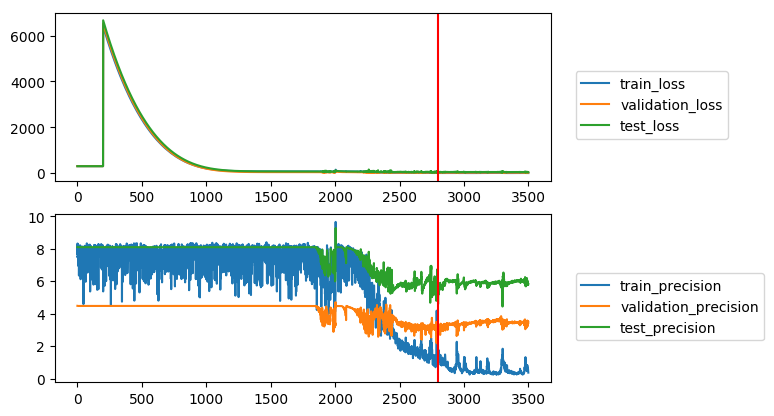 6000
4000
2000
0
0 500 1000 1500 2000 2500 3000 3500
train_loss
validation_loss
test_loss
10
8
6
4
2
0
0 500 1000 1500 2000 2500 3000 3500
train_precision
validation_precision
test_precision